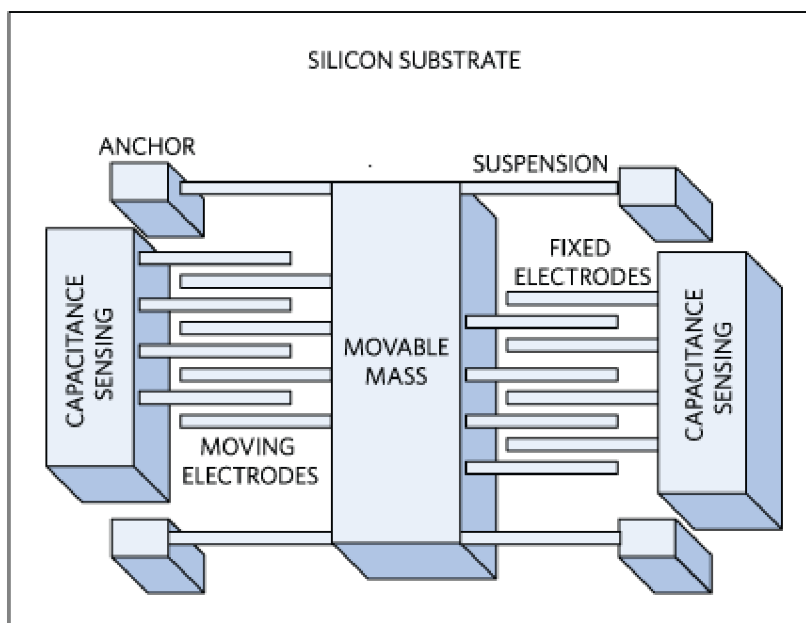 SILICON SUBSTRATE
ANCHOR
SUSPENSION
FIXED
ELECTRODES
CAPACITANCE
SENSING
MOVABLE
MASS
CAPACITANCE
SENSING
MOVING
ELECTRODES